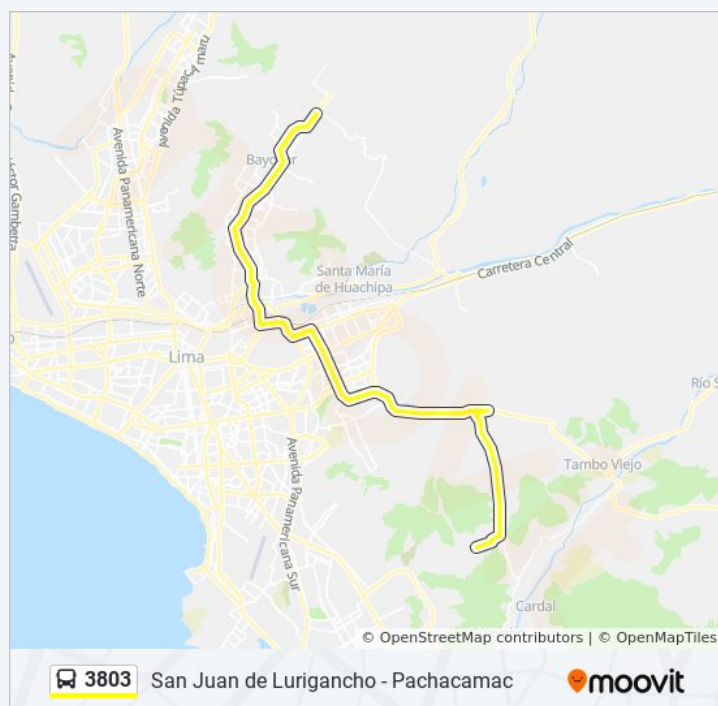 Avenida Túpac Amaru
Avenida Panamericana Norte
Bayovar
Santa María
de Huachipa
Carretera Central
Lima
Avenida Panamericana Sur
Río S
Tambo Viejo
Cardal
© OpenStreetMap contributors | © OpenMapTiles
3803 San Juan de Lurigancho - Pachacamac
moovit